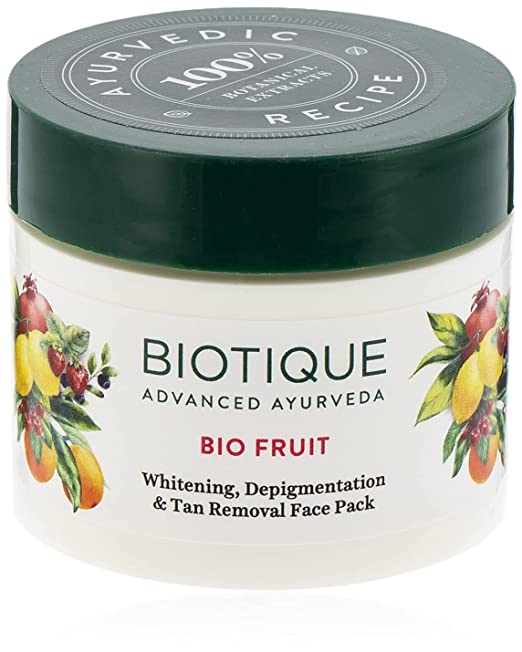 AYURVEDIC
RECIPE
100%
BOTANICAL
EXTRACTS
BIOTIQUE
ADVANCED AYURVEDA
BIO FRUIT
Whitening, Depigmentation
& Tan Removal Face Pack